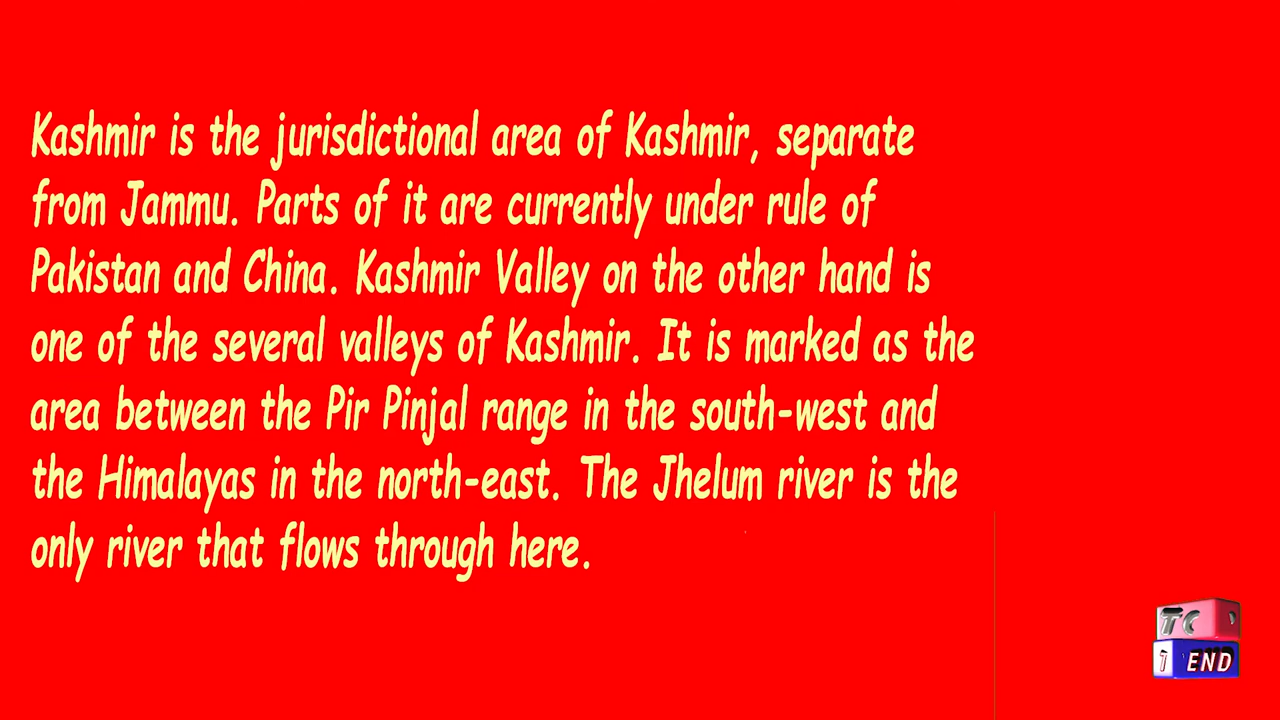 Kashmir is the jurisdictional area of Kashmir, separate
from Jammu. Parts of it are currently under rule of
Pakistan and China. Kashmir Valley on the other hand is
one of the several valleys of Kashmir. It is marked as the
area between the Pir Pinjal range in the south-west and
the Himalayas in the north-east. The Jhelum river is the
only river that flows through here.
TC
END